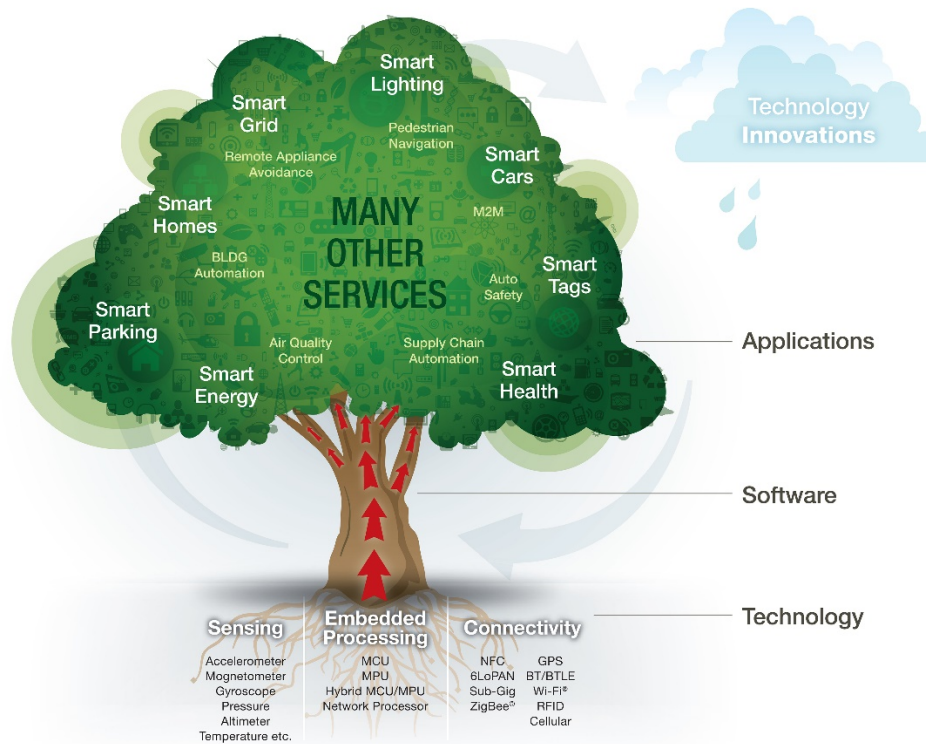 Smart
Lighting
Smart
Grid
Technology
Innovations
Pedestrian
Navigation
Remote Appliance
Avoidance
Smart
Cars
MANY
OTHER
SERVICES
Smart
Homes
M2M
BLDG
Automation
Smart
Tags
Auto
Safety
Smart
Parking
Air Quality
Control
Supply Chain
Automation
Applications
Smart
Energy
Smart
Health
Software
Technology
Sensing
Accelerometer
Mognetometer
Gyroscope
Pressure
Altimeter
Temperature etc.
Embedded
Processing
MCU
MPU
Hybrid MCU/MPU
Network Processor
Connectivity
NFC
6LoPAN
Sub-Gig
ZigBee®
GPS
BT/BTLE
Wi-Fi®
RFID
Cellular